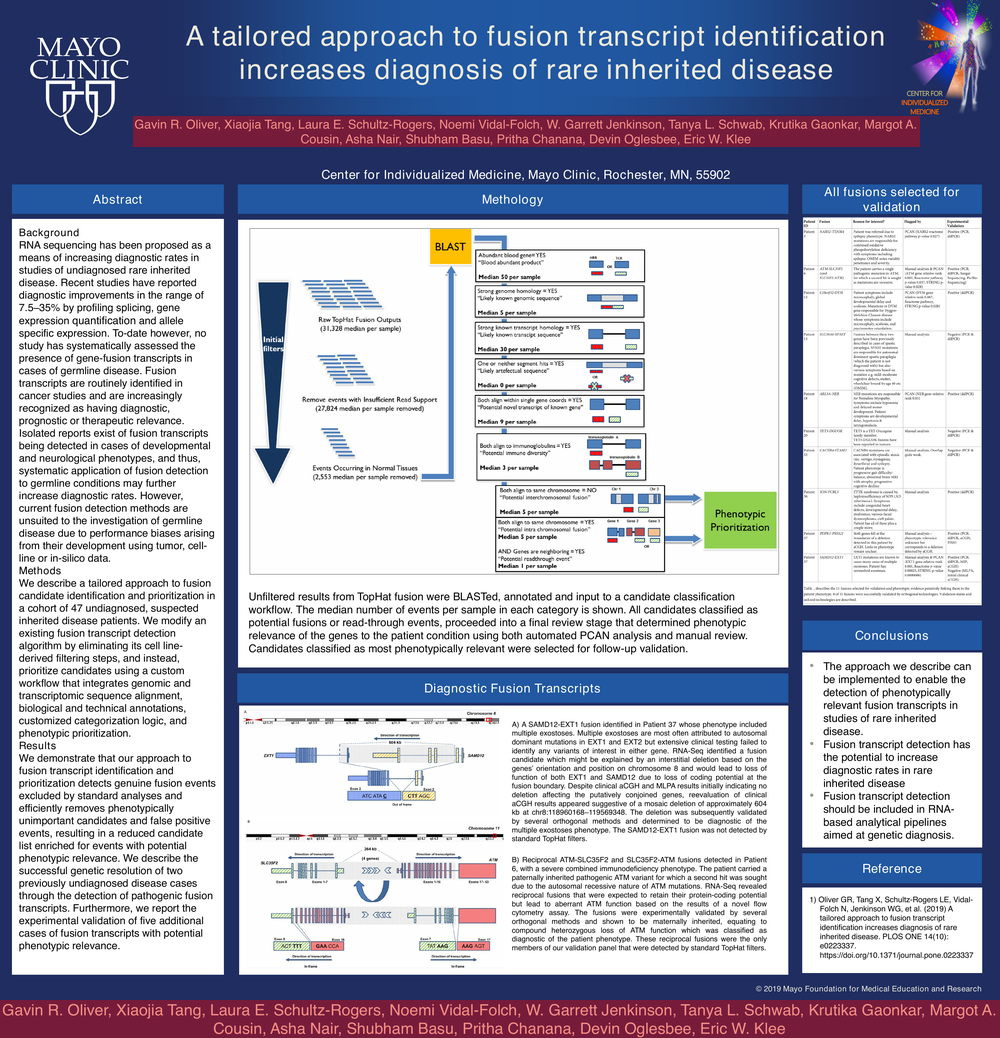 MAYO
CLINIC
A tailored approach to fusion transcript identification
increases diagnosis of rare inherited disease
CENTER FOR
INDIVIDUALIZED
MEDICINE
Gavin R. Oliver, Xiaojia Tang, Laura E. Schultz-Rogers, Noemi Vidal-Folch, W. Garrett Jenkinson, Tanya L. Schwab, Krutika Gaonkar, Margot A.
Cousin, Asha Nair, Shubham Basu, Pritha Chanana, Devin Oglesbee, Eric W. Klee
Center for Individualized Medicine, Mayo Clinic, Rochester, MN, 55902
Abstract
Background
RNA sequencing has been proposed as a
means of increasing diagnostic rates in
studies of undiagnosed rare inherited
disease. Recent studies have reported
diagnostic improvements in the range of
7.5–35% by profiling splicing, gene
expression quantification and allele
specific expression. To-date however, no
study has systematically assessed the
presence of gene-fusion transcripts in
cases of germline disease. Fusion
transcripts are routinely identified in
cancer studies and are increasingly
recognized as having diagnostic,
prognostic or therapeutic relevance.
Isolated reports exist of fusion transcripts
being detected in cases of developmental
and neurological phenotypes, and thus,
systematic application of fusion detection
to germline conditions may further
increase diagnostic rates. However,
current fusion detection methods are
unsuited to the investigation of germline
disease due to performance biases arising
from their development using tumor, cell-
line or in-silico data.
Methods
We describe a tailored approach to fusion
candidate identification and prioritization in
a cohort of 47 undiagnosed, suspected
inherited disease patients. We modify an
existing fusion transcript detection
algorithm by eliminating its cell line-
derived filtering steps, and instead,
prioritize candidates using a custom
workflow that integrates genomic and
transcriptomic sequence alignment,
biological and technical annotations,
customized categorization logic, and
phenotypic prioritization.
Results
We demonstrate that our approach to
fusion transcript identification and
prioritization detects genuine fusion events
excluded by standard analyses and
efficiently removes phenotypically
unimportant candidates and false positive
events, resulting in a reduced candidate
list enriched for events with potential
phenotypic relevance. We describe the
successful genetic resolution of two
previously undiagnosed disease cases
through the detection of pathogenic fusion
transcripts. Furthermore, we report the
experimental validation of five additional
cases of fusion transcripts with potential
phenotypic relevance.
Methology
Initial
filters
Raw TopHat Fusion Outputs
(31,328 median per sample)
Remove events with Insufficient Read Support
(27,824 median per sample removed)
Events Occurring in Normal Tissues
(2,553 median per sample removed)
BLAST
Abundant blood gene= YES
"Blood abundant product"
Median 50 per sample
HBB
TCR
OR
Strong genome homology = YES
"Likely known genomic sequence"
Median 5 per sample
Strong known transcript homology = YES
"Likely known transcipt sequence"
Median 30 per sample
One or neither segment hits = YES
"Likely artefactual sequence"
Median 0 per sample
OR
Both align within single gene coords = YES
"Potential novel transcript of known gene"
Median 9 per sample
Both align to immunoglobulins = YES
"Potential immune diversity"
Median 3 per sample
Immunoglobulin A
Immunoglobulin B
Both align to same chromosome = NO
"Potential interchromosomal fusion"
Median 5 per sample
Chr 1
Chr 2
Both align to same chromosome = YES
"Potential intra chromosomal fusion"
Median 5 per sample
AND Genes are neighboring = YES
"Potential readthrough event"
Median 1 per sample
Gene 1
Gene 2
Gene 3
OR
Phenotypic
Prioritization
Unfiltered results from TopHat fusion were BLASTed, annotated and input to a candidate classification
workflow. The median number of events per sample in each category is shown. All candidates classified as
potential fusions or read-through events, proceeded into a final review stage that determined phenotypic
relevance of the genes to the patient condition using both automated PCAN analysis and manual review.
Candidates classified as most phenotypically relevant were selected for follow-up validation.
Diagnostic Fusion Transcripts
A
Chromosome 8
Direction of transcription
604 kb
EXT1
SAMD12
Exon 2
Exon 2
ATC ATA C
CTT AGC
Out of frame
B
Chromosome 11
Direction of transcription
394 kb
(4 genes)
Direction of transcription
SLC35F2
ATM
Direction of transcription
Direction of transcription
ACT TTT
GAA CCA
TAT AAG
AAG AGT
In-frame
In-frame
A) A SAMD12-EXT1 fusion identified in Patient 37 whose phenotype included
multiple exostoses. Multiple exostoses are most often attributed to autosomal
dominant mutations in EXT1 and EXT2 but extensive clinical testing failed to
identify any variants of interest in either gene. RNA-Seq identified a fusion
candidate which might be explained by an interstitial deletion based on the
genes' orientation and position on chromosome 8 and would lead to loss of
function of both EXT1 and SAMD12 due to loss of coding potential at the
fusion boundary. Despite clinical aCGH and MLPA results initially indicating no
deletion affecting the putatively conjoined genes, reevaluation of clinical
aCGH results appeared suggestive of a mosaic deletion of approximately 604
kb at chr8:118960168–119569348. The deletion was subsequently validated
by several orthogonal methods and determined to be diagnostic of the
multiple exostoses phenotype. The SAMD12-EXT1 fusion was not detected by
standard TopHat filters.
B) Reciprocal ATM-SLC35F2 and SLC35F2-ATM fusions detected in Patient
6, with a severe combined immunodeficiency phenotype. The patient carried a
paternally inherited pathogenic ATM variant for which a second hit was sought
due to the autosomal recessive nature of ATM mutations. RNA-Seq revealed
reciprocal fusions that were expected to retain their protein-coding potential
but lead to aberrant ATM function based on the results of a novel flow
cytometry assay. The fusions were experimentally validated by several
orthogonal methods and shown to be maternally inherited, equating to
compound heterozygous loss of ATM function which was classified as
diagnostic of the patient phenotype. These reciprocal fusions were the only
members of our validation panel that were detected by standard TopHat filters.
All fusions selected for
validation
Patient ID Fusion Reason for interest? Flagged by Experimental Validation
Conclusions
• The approach we describe can
be implemented to enable the
detection of phenotypically
relevant fusion transcripts in
studies of rare inherited
disease.
• Fusion transcript detection has
the potential to increase
diagnostic rates in rare
inherited disease
• Fusion transcript detection
should be included in RNA-
based analytical pipelines
aimed at genetic diagnosis.
Reference
1) Oliver GR, Tang X, Schultz-Rogers LE, Vidal-
Folch N, Jenkinson WG, et al. (2019) A
tailored approach to fusion transcript
identification increases diagnosis of rare
inherited disease. PLOS ONE 14(10):
e0223337.
https://doi.org/10.1371/journal.pone.0223337
© 2019 Mayo Foundation for Medical Education and Research
Gavin R. Oliver, Xiaojia Tang, Laura E. Schultz-Rogers, Noemi Vidal-Folch, W. Garrett Jenkinson, Tanya L. Schwab, Krutika Gaonkar, Margot A.
Cousin, Asha Nair, Shubham Basu, Pritha Chanana, Devin Oglesbee, Eric W. Klee